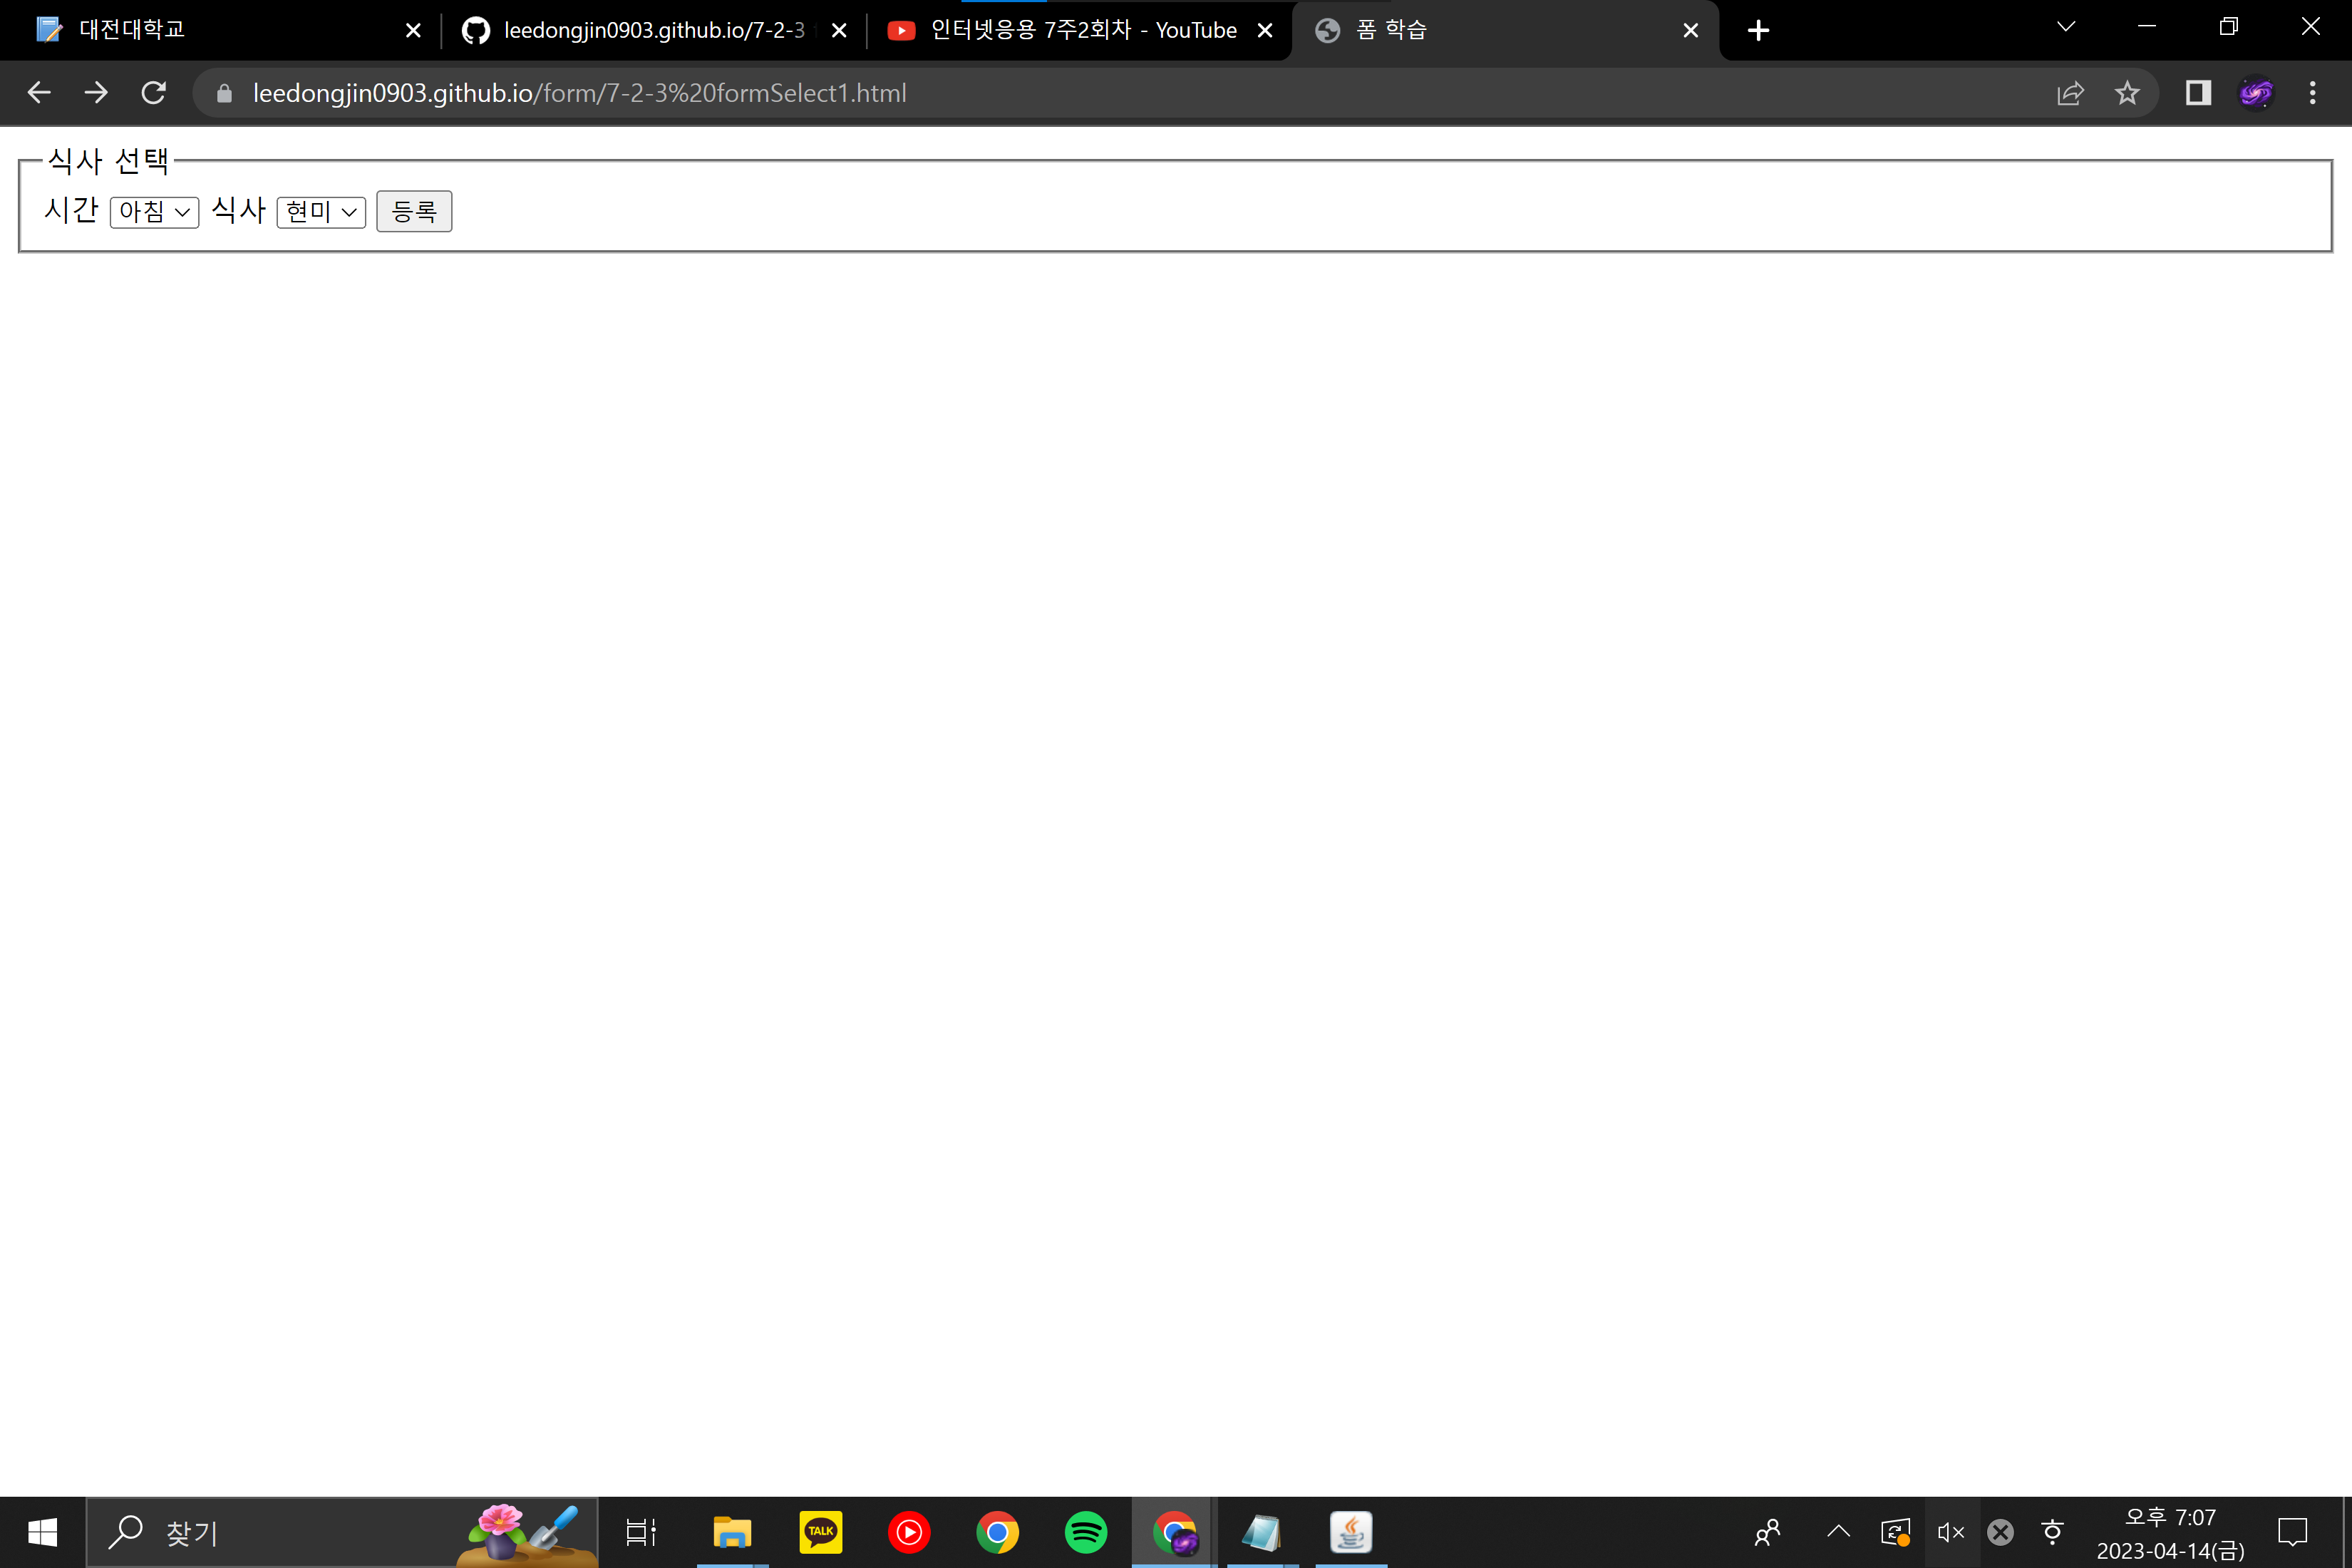 대전대학교
leedongjin0903.github.io/7-2-3
인터넷응용 7주2회차 - YouTube
폼 학습
leedongjin0903.github.io/form/7-2-3%20formSelect1.html
식사 선택
시간 아침 식사 현미 등록
찾기
TALK
오후 7:07
2023-04-14(금)